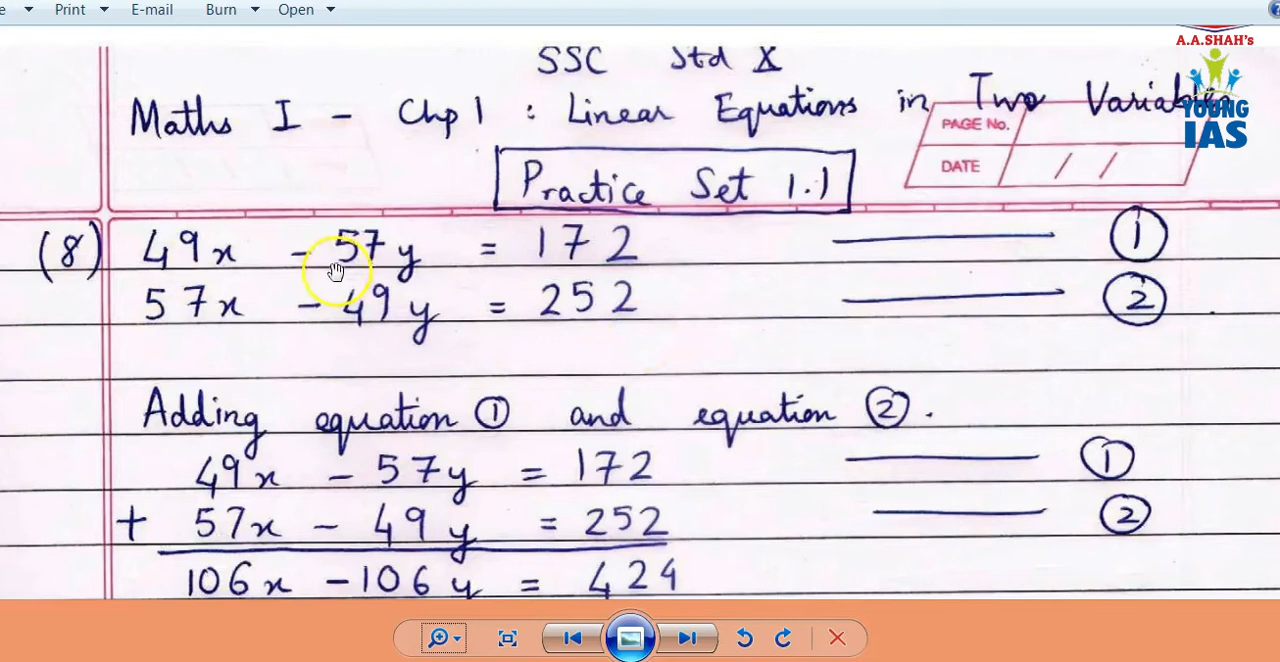 Print E-mail Burn Open
A.A.SHAH's
YOUNG
IAS
SSC Std X
Maths I - Chp 1 : Linear Equations in Two Variables
PAGE No.
DATE / /
Practice Set 1.1
(8) 49x - 57y = 172 ——— ①
57x - 49y = 252 ——— ②
Adding equation ① and equation ②.
49x - 57y = 172 ——— ①
+ 57x - 49y = 252 ——— ②
106x - 106y = 424